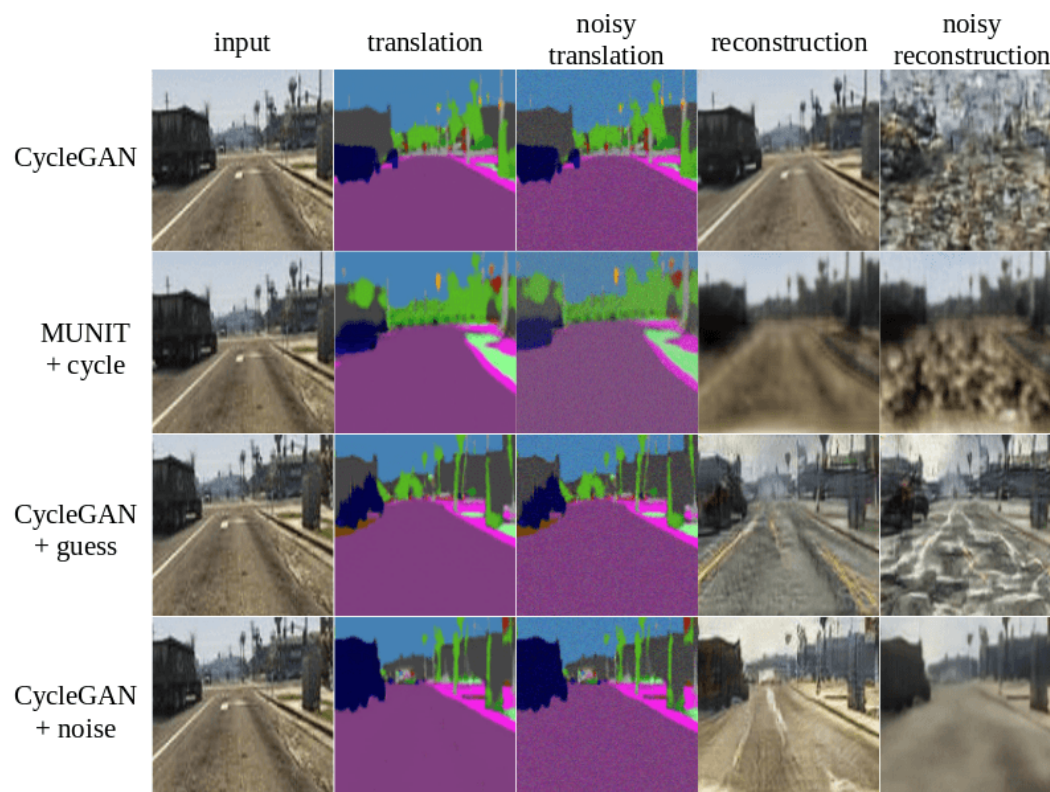 input
translation
noisy
translation
reconstruction
noisy
reconstruction
CycleGAN
MUNIT
+ cycle
CycleGAN
+ guess
CycleGAN
+ noise